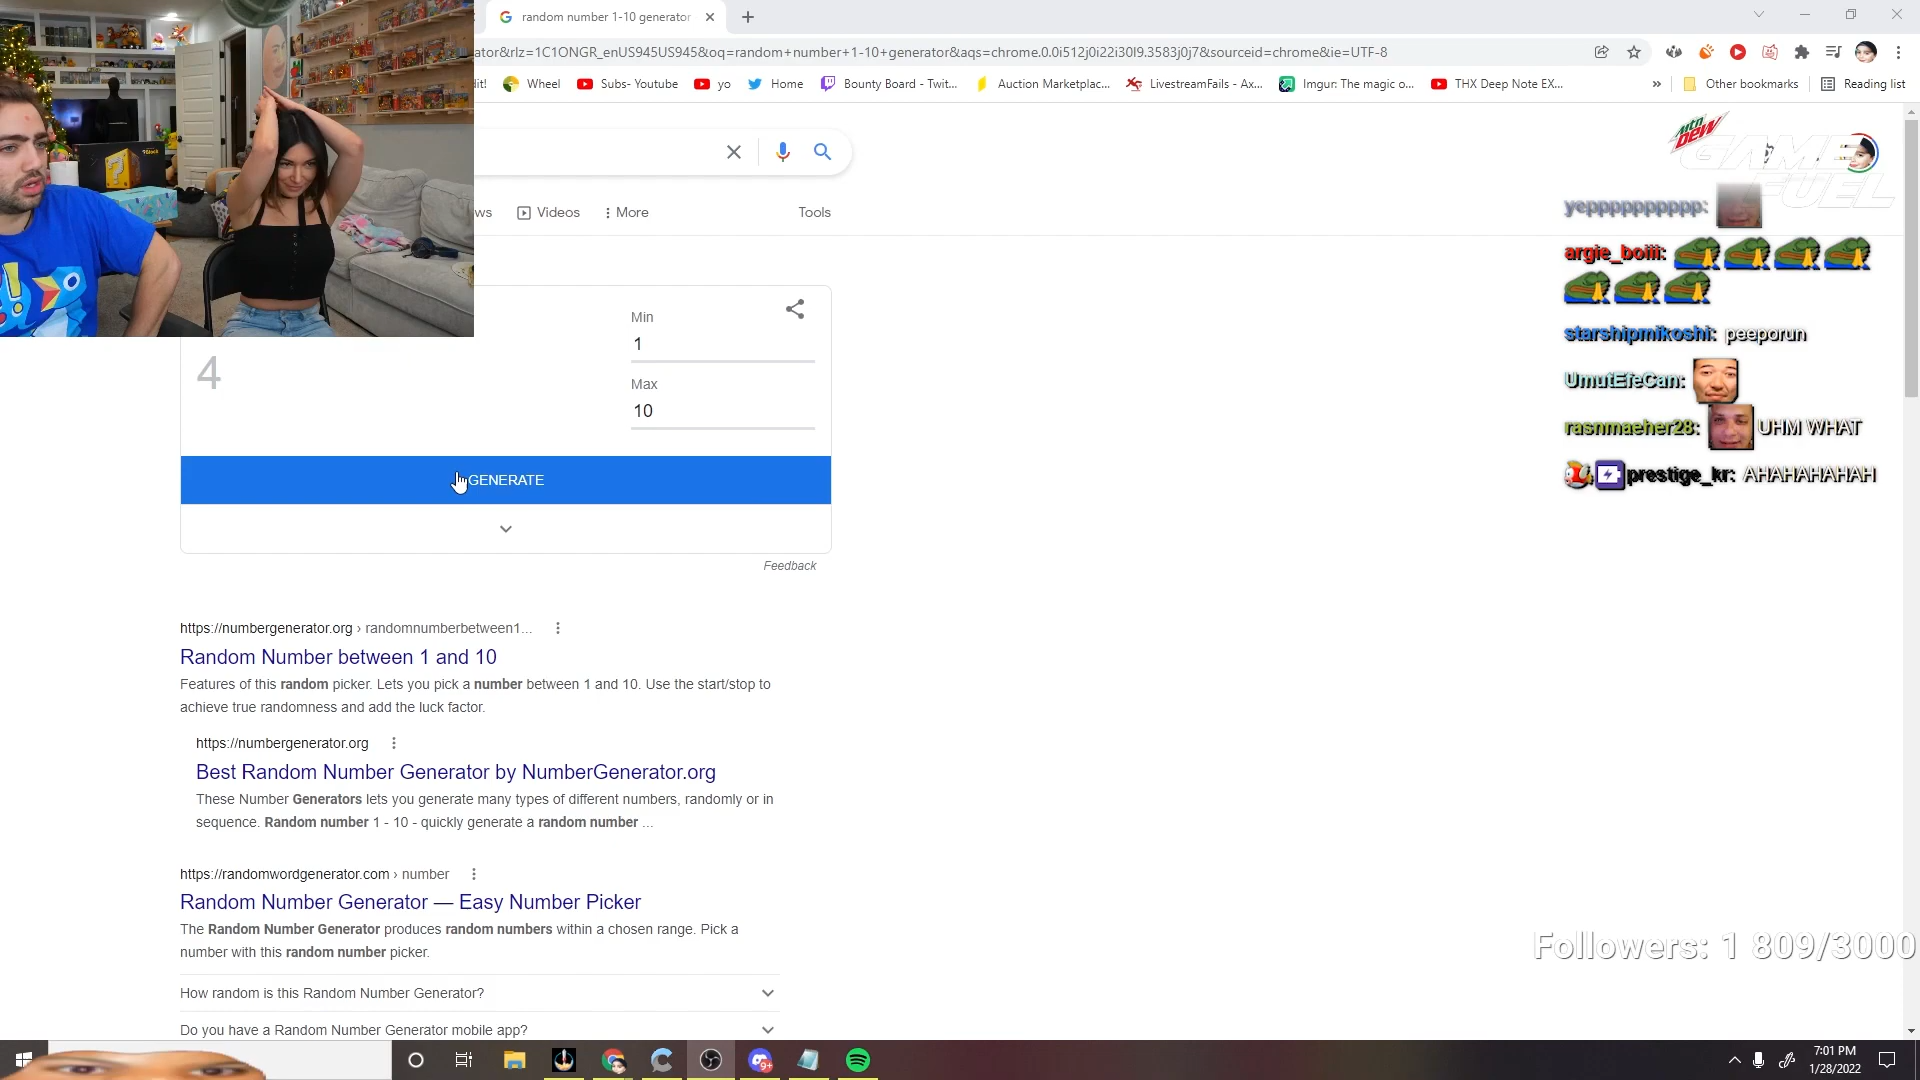 random number 1-10 generator
ator&rlz=1C1ONGR_enUS945US945&oq=random+number+1-10+generator&aqs=chrome.0.0i512j0i22i30l9.3583j0j7&sourceid=chrome&ie=UTF-8
dit! Wheel Subs- Youtube yo Home Bounty Board - Twit... Auction Marketplac... LivestreamFails - Ax... Imgur: The magic o... THX Deep Note EX... » Other bookmarks Reading list
Mtn DEW
GAME FUEL
ws Videos More Tools
yepppppppppp:
argie_boiii:
starshipmikoshi: peeporun
UmutEfeCan:
rasnmaeher28: UHM WHAT
prestige_kr: AHAHAHAHAH
Min
1
4
Max
10
GENERATE
Feedback
https://numbergenerator.org › randomnumberbetween1...
Random Number between 1 and 10
Features of this random picker. Lets you pick a number between 1 and 10. Use the start/stop to
achieve true randomness and add the luck factor.
https://numbergenerator.org
Best Random Number Generator by NumberGenerator.org
These Number Generators lets you generate many types of different numbers, randomly or in
sequence. Random number 1 - 10 - quickly generate a random number ...
https://randomwordgenerator.com › number
Random Number Generator — Easy Number Picker
The Random Number Generator produces random numbers within a chosen range. Pick a
number with this random number picker.
How random is this Random Number Generator?
Do you have a Random Number Generator mobile app?
Followers: 1 809/3000
9+
7:01 PM
1/28/2022